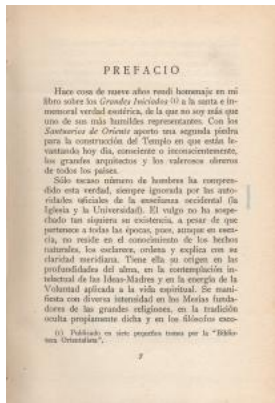 PREFACIO
Hace cosa de nueve años rendí homenaje en mi
libro sobre los Grandes Iniciados (1) a la santa e in-
memorial verdad esotérica, de la que no soy más que
uno de sus más humildes representantes. Con los
Santuarios de Oriente aporto una segunda piedra
para la construcción del Templo en que están le-
vantando hoy día, consciente o inconscientemente,
los grandes arquitectos y los valerosos obreros
de todos los países.
Sólo escaso número de hombres ha compren-
dido esta verdad, siempre ignorada por las auto-
ridades oficiales de la enseñanza occidental (la
Iglesia y la Universidad). El vulgo no ha sospe-
chado tan siquiera su existencia, a pesar de que
pertenece a todas las épocas, pues, aunque en esen-
cia, no reside en el conocimiento de los hechos
naturales, los esclarece, ordena y explica con su
claridad meridiana. Tiene ella su origen en las
profundidades del alma, en la contemplación in-
telectual de las Ideas-Madres y en la energía de la
Voluntad aplicada a la vida espiritual. Se mani-
fiesta con diversa intensidad en los Mesías funda-
dores de las grandes religiones, en la tradición
oculta propiamente dicha y en los filósofos exco-
(1) Publicado en siete pequeños tomos por la "Biblio-
teca Orientalista".
7